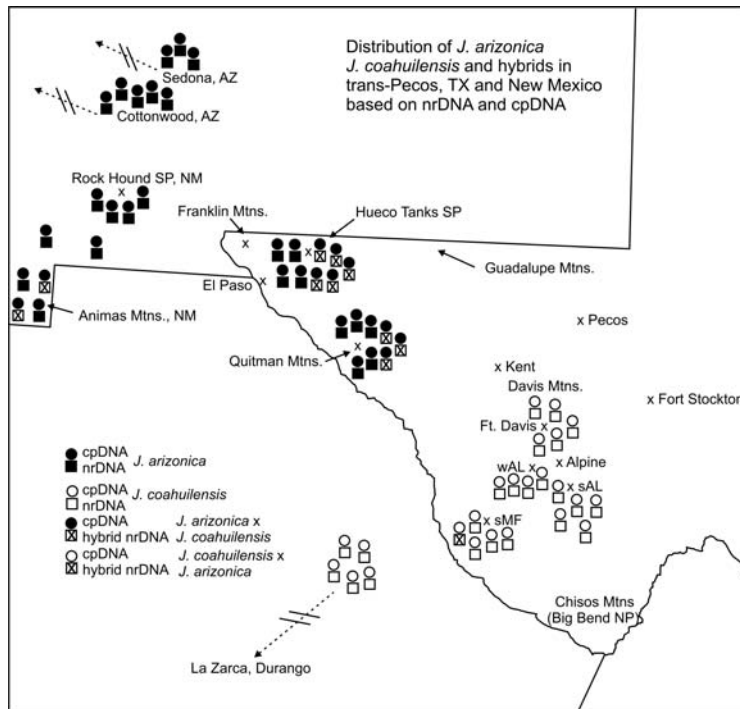 Distribution of J. arizonica
J. coahuilensis and hybrids in
trans-Pecos, TX and New Mexico
based on nrDNA and cpDNA
Sedona, AZ
Cottonwood, AZ
Rock Hound SP, NM
x
Franklin Mtns.
x
Hueco Tanks SP
x
Guadalupe Mtns.
El Paso x
Animas Mtns., NM
x Pecos
Quitman Mtns.
x
x Kent
Davis Mtns.
x Fort Stockton
Ft. Davis x
wAL x
x Alpine
x sAL
x sMF
cpDNA
nrDNA J. arizonica
cpDNA
nrDNA J. coahuilensis
cpDNA J. arizonica x
hybrid nrDNA J. coahuilensis
cpDNA J. coahuilensis x
hybrid nrDNA J. arizonica
Chisos Mtns
(Big Bend NP)
La Zarca, Durango